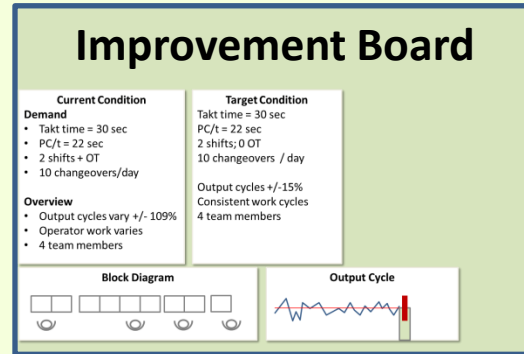 Improvement Board
Current Condition
Demand
• Takt time = 30 sec
• PC/t = 22 sec
• 2 shifts + OT
• 10 changeovers/day
Overview
• Output cycles vary +/- 109%
• Operator work varies
• 4 team members
Target Condition
Takt time = 30 sec
PC/t = 22 sec
2 shifts; 0 OT
10 changeovers / day
Output cycles +/-15%
Consistent work cycles
4 team members
Block Diagram
Output Cycle